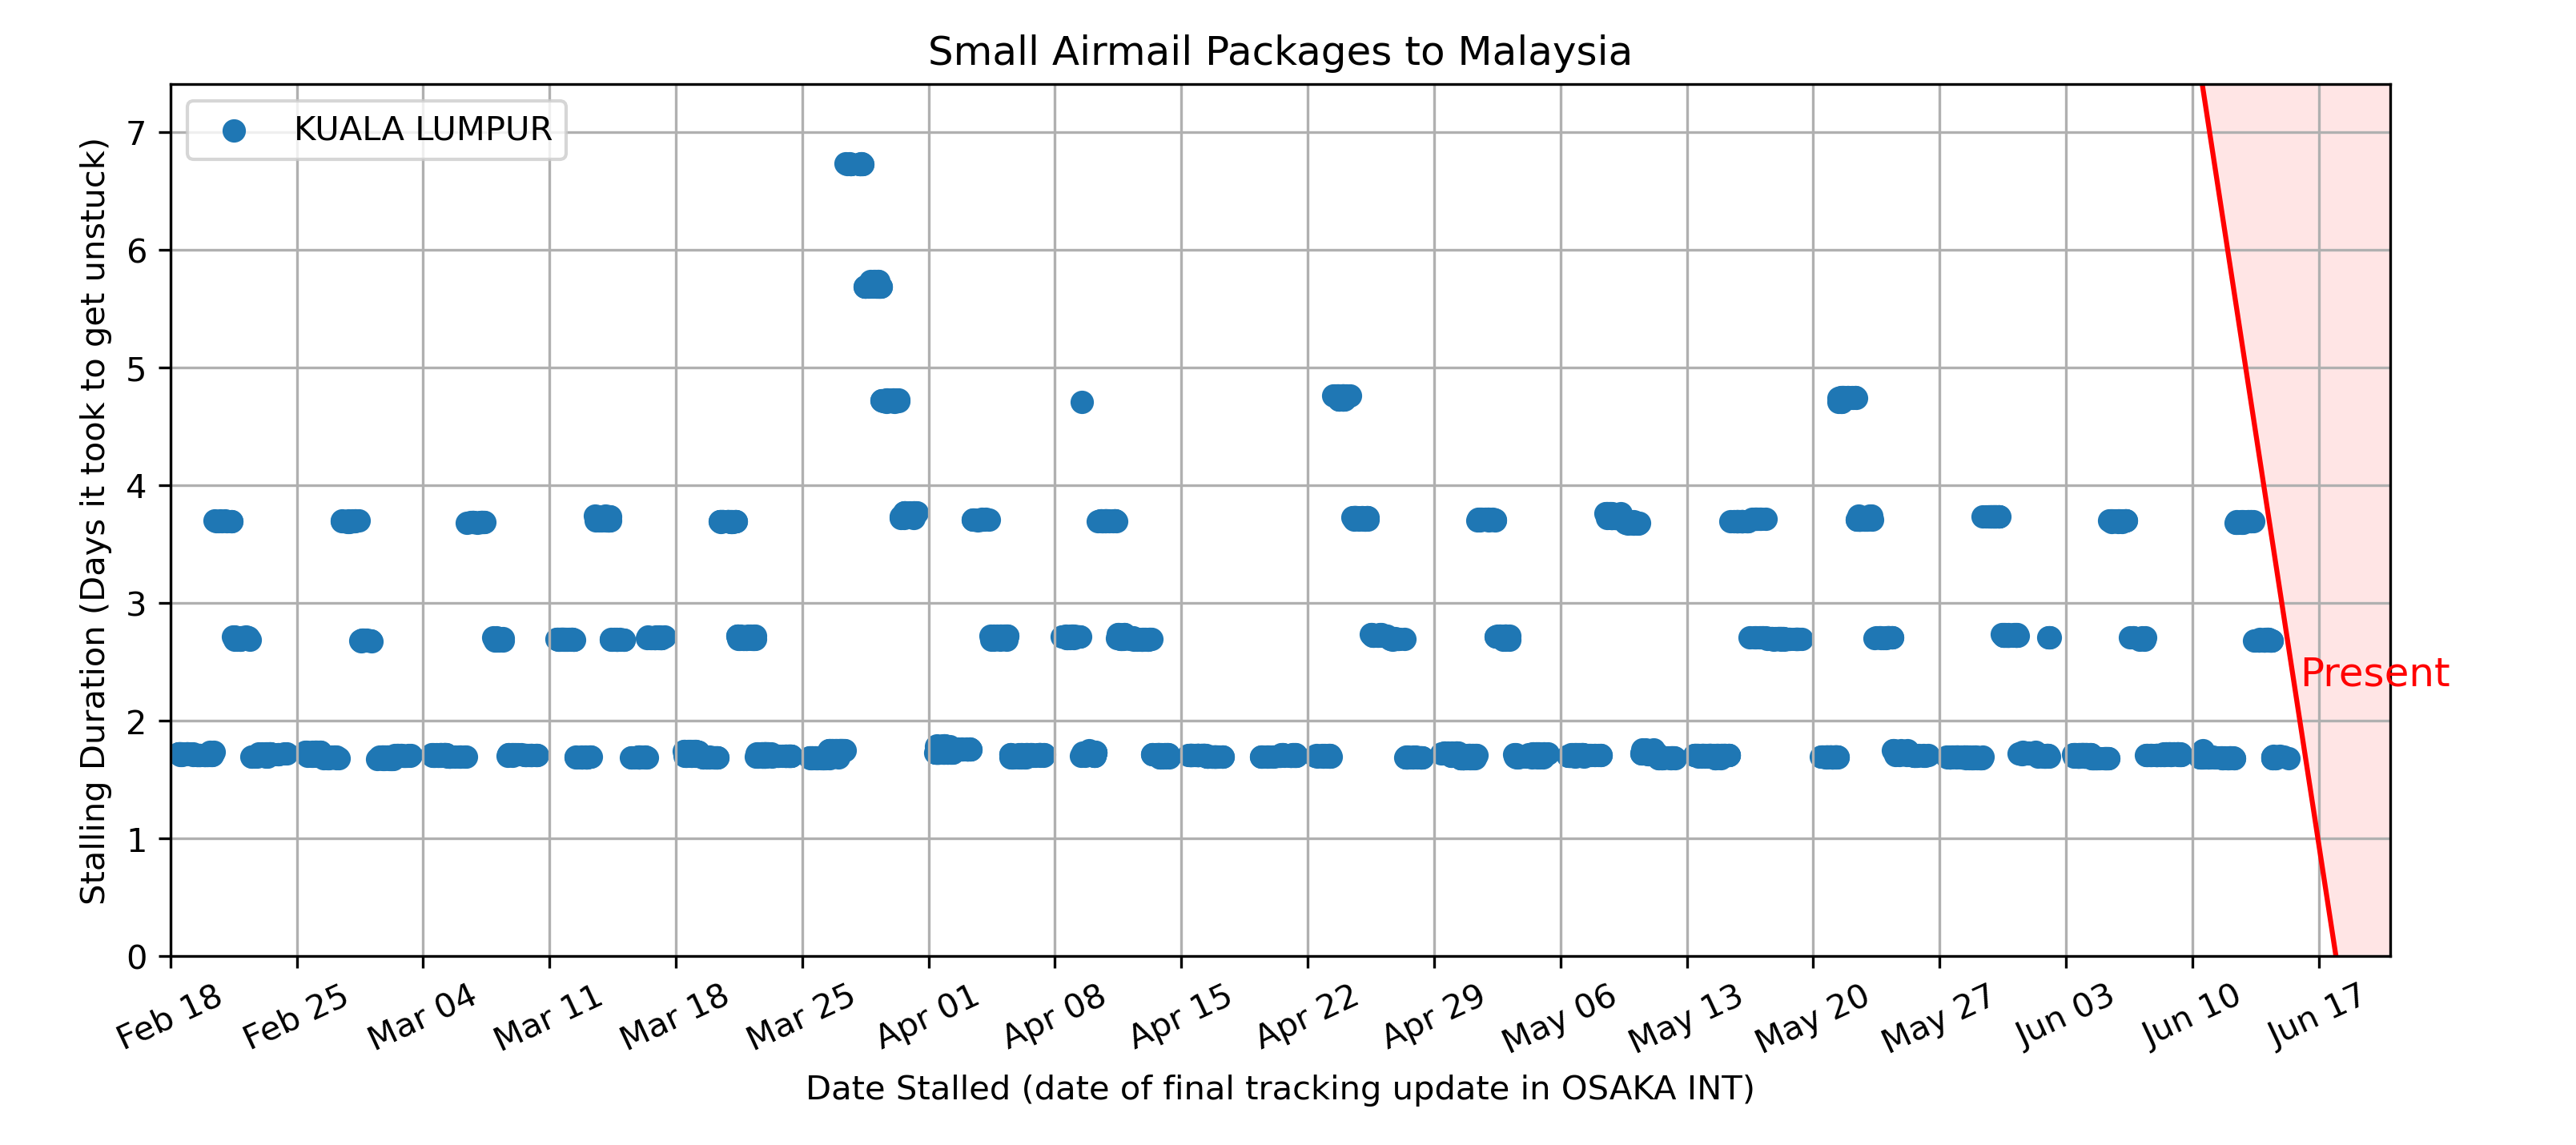 Small Airmail Packages to Malaysia
KUALA LUMPUR
Stalling Duration (Days it took to get unstuck)
7
6
5
4
3
2
1
0
Present
Feb 18
Feb 25
Mar 04
Mar 11
Mar 18
Mar 25
Apr 01
Apr 08
Apr 15
Apr 22
Apr 29
May 06
May 13
May 20
May 27
Jun 03
Jun 10
Jun 17
Date Stalled (date of final tracking update in OSAKA INT)